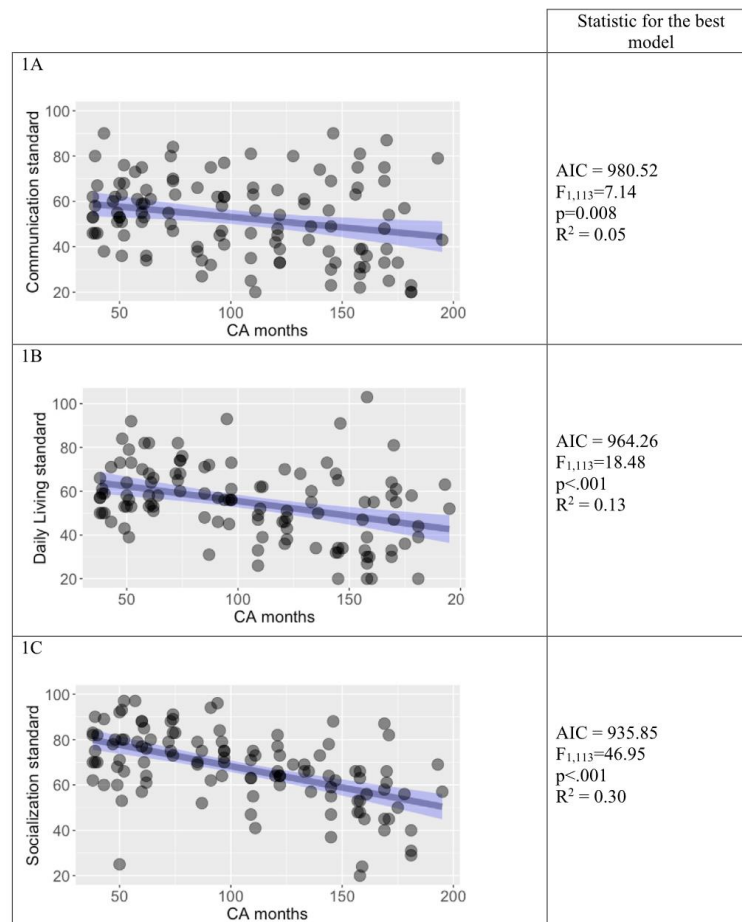 Statistic for the best
model
1A
Communication standard
100
80
60
40
20
50
100
150
200
CA months
AIC = 980.52
F1,113=7.14
p=0.008
R2 = 0.05
1B
Daily Living standard
100
80
60
40
20
50
100
150
20
CA months
AIC = 964.26
F1,113=18.48
p<.001
R2 = 0.13
1C
Socialization standard
100
80
60
40
20
50
100
150
200
CA months
AIC = 935.85
F1,113=46.95
p<.001
R2 = 0.30